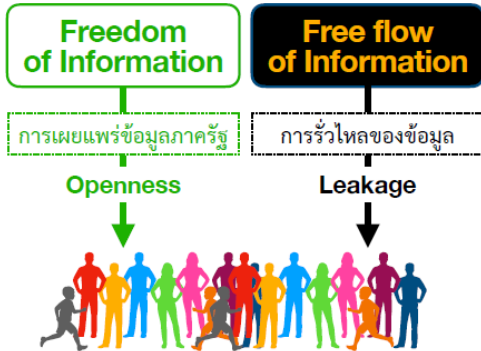 Freedom
of Information
การเผยแพร่ข้อมูลภาครัฐ
Openness
Free flow
of Information
การรั่วไหลของข้อมูล
Leakage